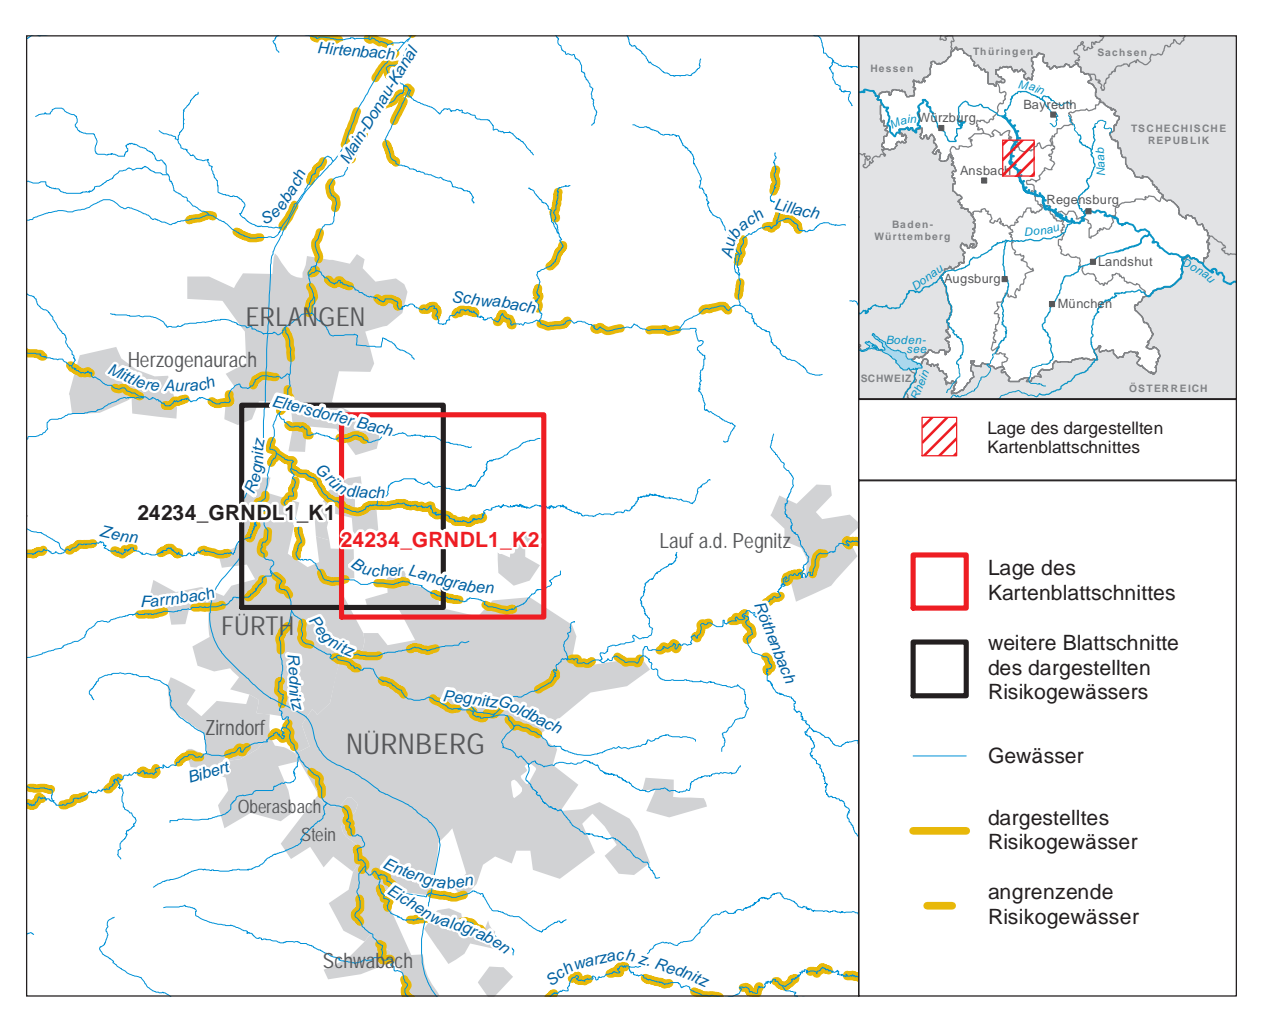 Hirtenbach
Main-Donau-Kanal
Seebach
Lillach
Aubach
Schwabach
ERLANGEN
Herzogenaurach
Mittlere Aurach
Eltersdorfer Bach
Regnitz
Gründlach
24234_GRNDL1_K1
Zenn
24234_GRNDL1_K2
Lauf a.d. Pegnitz
Bucher Landgraben
Farrnbach
FÜRTH
Pegnitz
Röthenbach
Rednitz
Pegnitz
Goldbach
Zirndorf
NÜRNBERG
Bibert
Oberasbach
Stein
Entengraben
Eichenwaldgraben
Schwabach
Schwarzach z. Rednitz
Thüringen
Sachsen
Hessen
Main
Bayreuth
Main
Würzburg
TSCHECHISCHE
REPUBLIK
Naab
Ansbach
Regensburg
Baden-
Württemberg
Donau
Landshut
Donau
Donau
Augsburg
München
Boden-
see
SCHWEIZ
Rhein
ÖSTERREICH
Lage des dargestellten
Kartenblattschnittes
Lage des
Kartenblattschnittes
weitere Blattschnitte
des dargestellten
Risikogewässers
Gewässer
dargestelltes
Risikogewässer
angrenzende
Risikogewässer